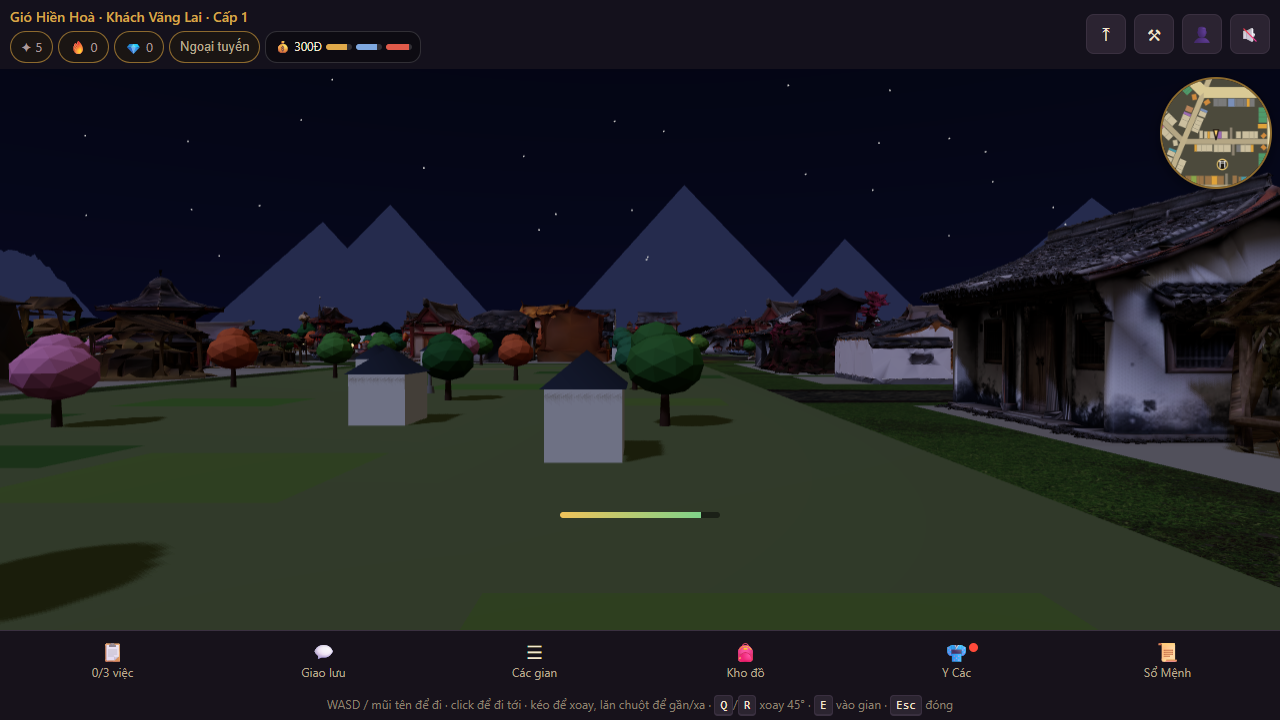 Gió Hiền Hoà · Khách Vãng Lai · Cấp 1
5
0
0
Ngoại tuyến
300Đ
0/3 việc
Giao lưu
Các gian
Kho đồ
Y Các
Sổ Mệnh
WASD / mũi tên để đi · click để đi tới · kéo để xoay, lăn chuột để gần/xa · Q / R xoay 45° · E vào gian · Esc đóng